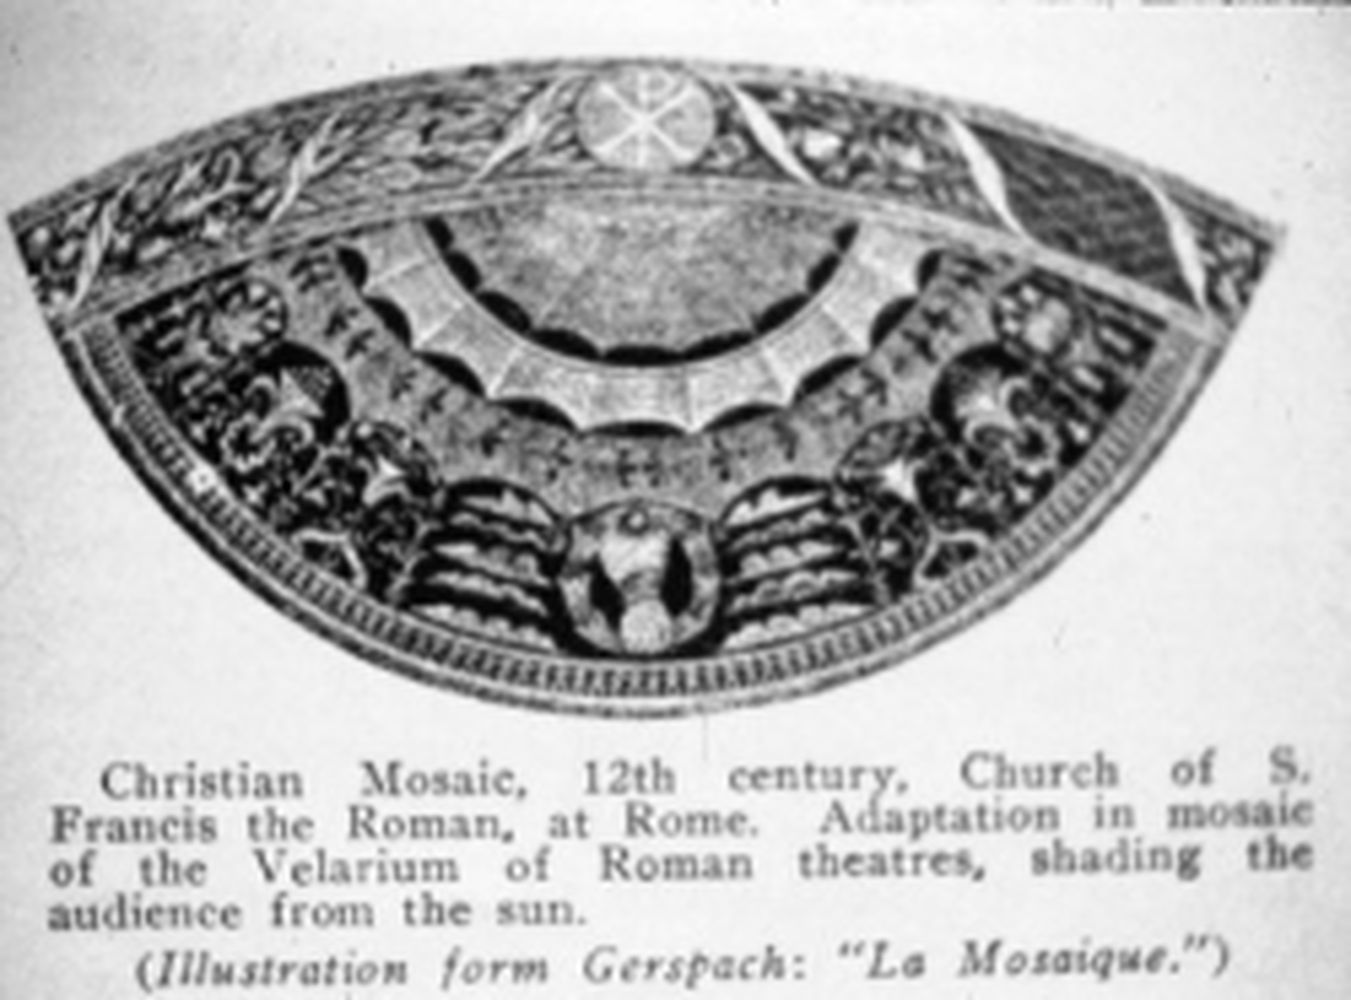 Christian Mosaic, 12th century, Church of S.
Francis the Roman, at Rome. Adaptation in mosaic
of the Velarium of Roman theatres, shading the
audience from the sun.
(Illustration form Gerspach: "La Mosaique.")